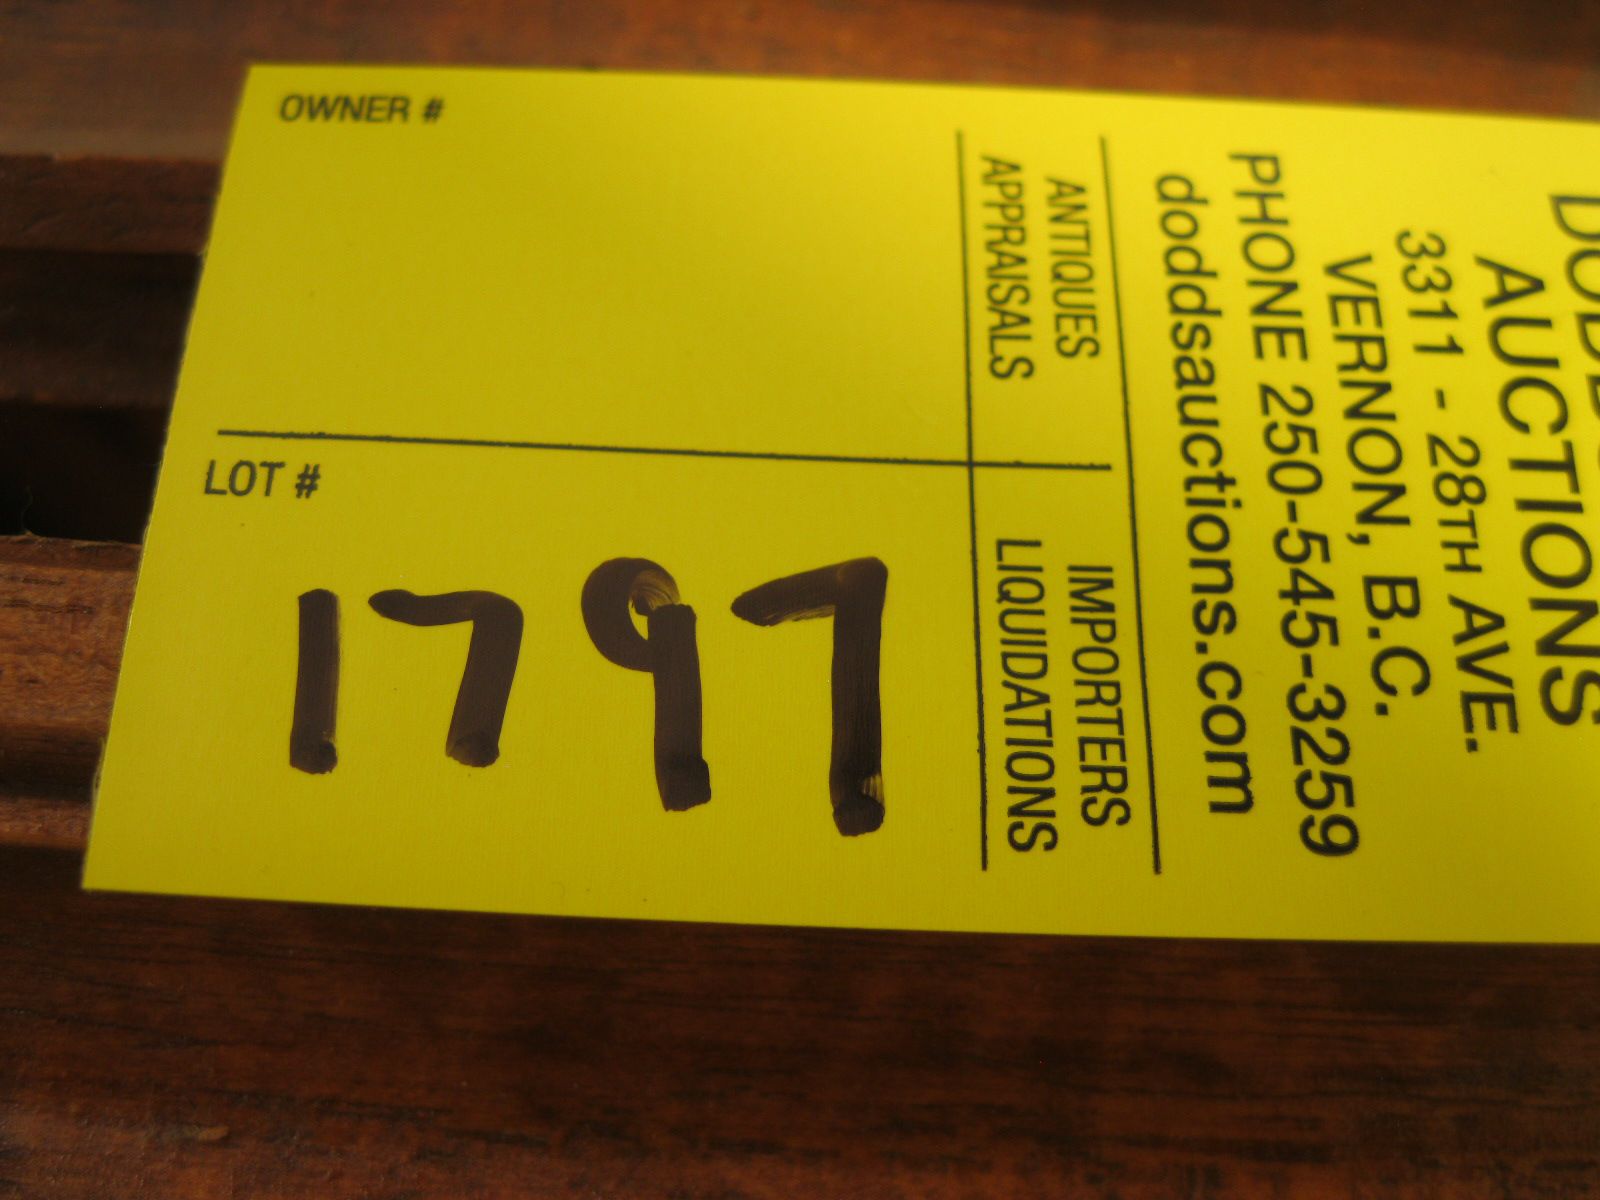 OWNER #
LOT #
1797
AUCTIONS
3311 - 28TH AVE.
VERNON, B.C.
PHONE 250-545-3259
doddsauctions.com
ANTIQUES
APPRAISALS
IMPORTERS
LIQUIDATIONS